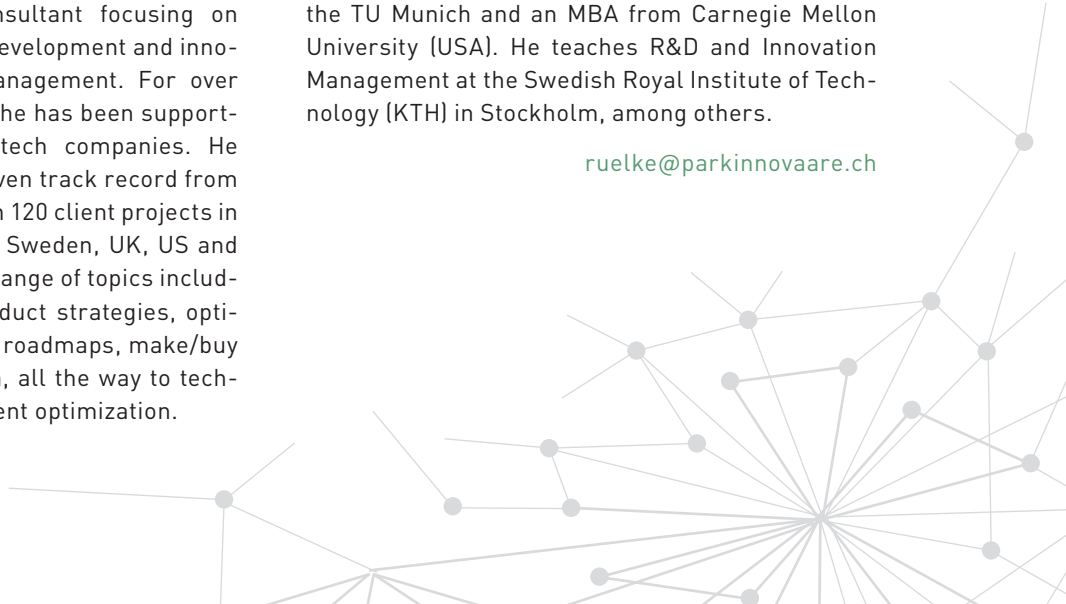 nsultant focusing on
evelopment and inno-
anagement. For over
he has been support-
tech companies. He
ven track record from
n 120 client projects in
Sweden, UK, US and
ange of topics includ-
duct strategies, opti-
roadmaps, make/buy
, all the way to tech-
ent optimization.
the TU Munich and an MBA from Carnegie Mellon
University (USA). He teaches R&D and Innovation
Management at the Swedish Royal Institute of Tech-
nology (KTH) in Stockholm, among others.
ruelke@parkinnovaare.ch